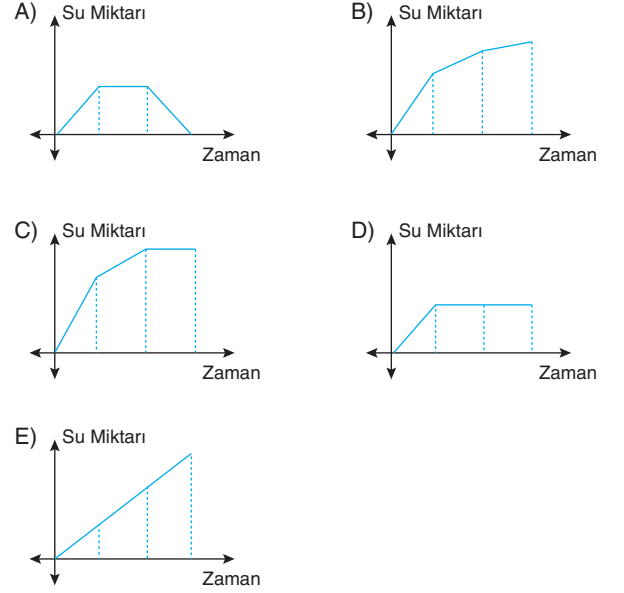 A) Su Miktarı
Zaman
B) Su Miktarı
Zaman
C) Su Miktarı
Zaman
D) Su Miktarı
Zaman
E) Su Miktarı
Zaman